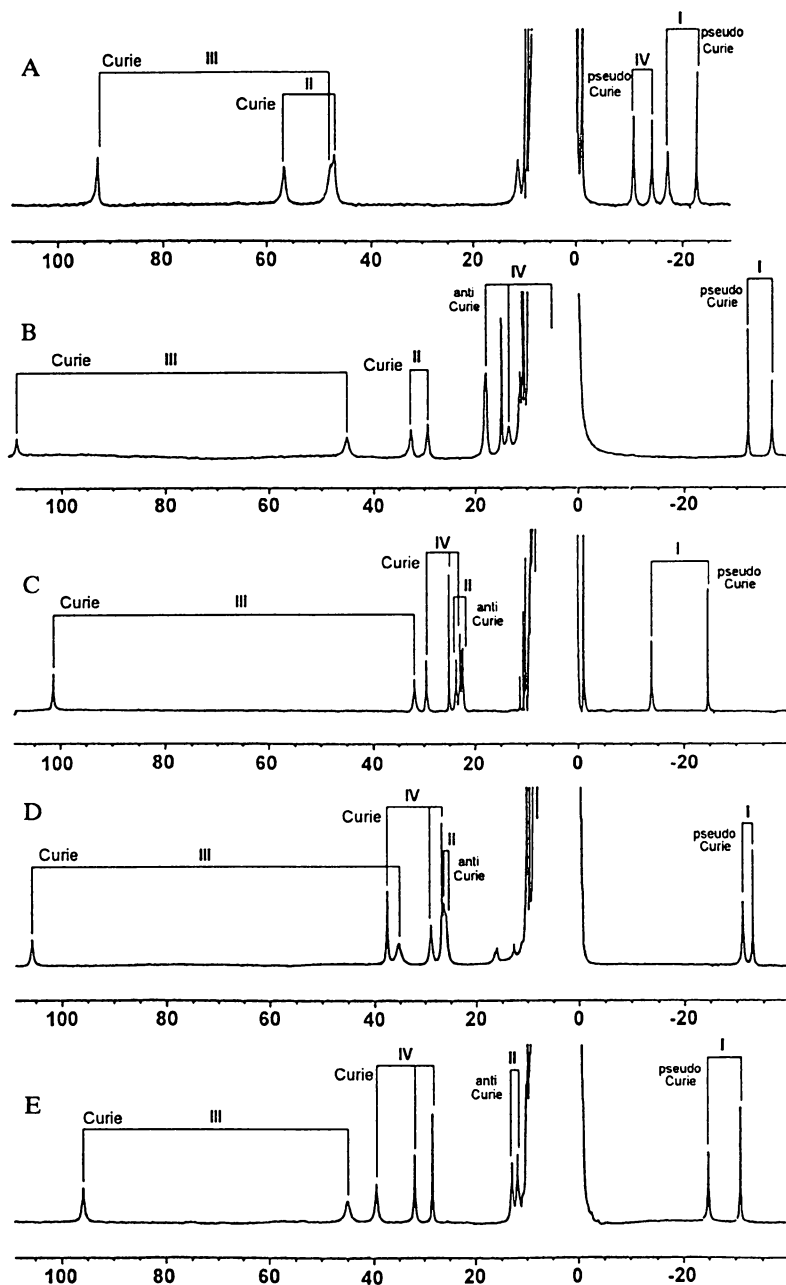 A
Curie III
Curie II
pseudo Curie IV
I pseudo Curie
100 80 60 40 20 0 -20
B
Curie III
Curie II
anti Curie IV
pseudo Curie I
100 80 60 40 20 0 -20
C
Curie III
Curie IV
II anti Curie
I pseudo Curie
100 80 60 40 20 0 -20
D
Curie III
Curie IV
II anti Curie
pseudo Curie I
100 80 60 40 20 0 -20
E
Curie III
Curie IV
anti Curie II
pseudo Curie I
100 80 60 40 20 0 -20